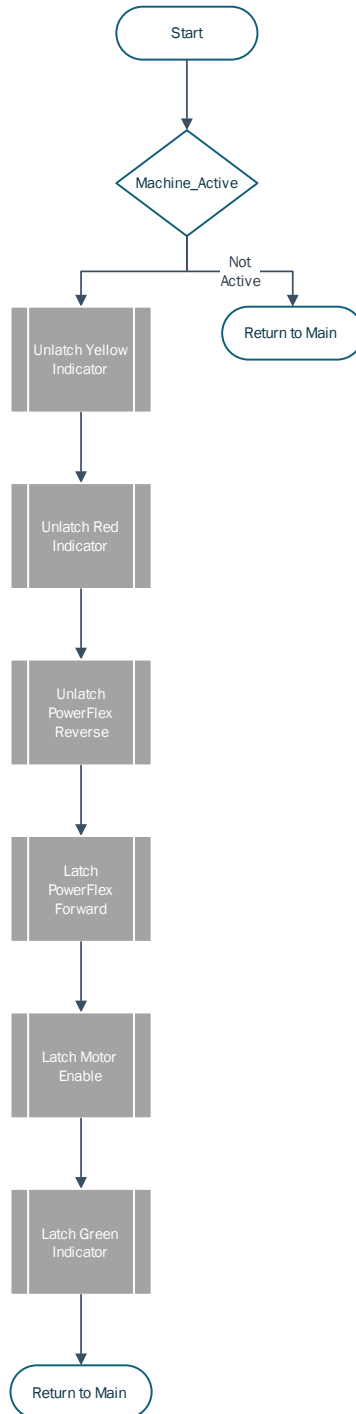 Start
Machine_Active
Not
Active
Return to Main
Unlatch Yellow
Indicator
Unlatch Red
Indicator
Unlatch
PowerFlex
Reverse
Latch
PowerFlex
Forward
Latch Motor
Enable
Latch Green
Indicator
Return to Main